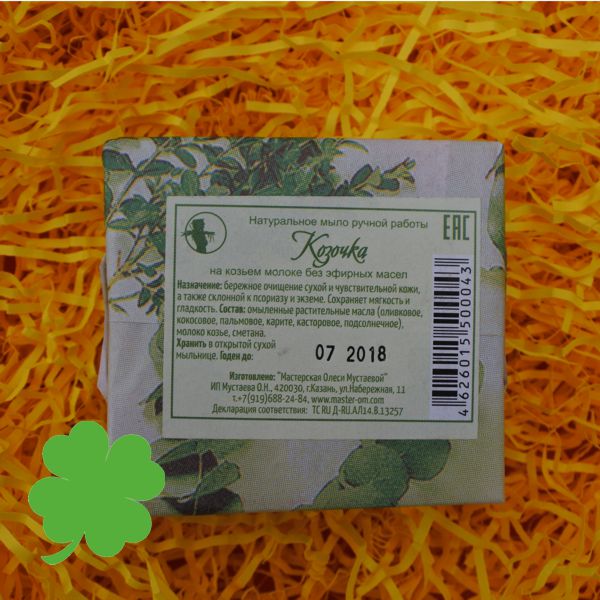 Натуральное мыло ручной работы
EAC
Козочка
на козьем молоке без эфирных масел
Назначение: бережное очищение сухой и чувствительной кожи,
а также склонной к псориазу и экземе. Сохраняет мягкость и
гладкость. Состав: омыленные растительные масла (оливковое,
кокосовое, пальмовое, карите, касторовое, подсолнечное),
молоко козье, сметана.
Хранить в открытой сухой
мыльнице. Годен до: 07 2018
Изготовлено: "Мастерская Олеси Мустаевой"
ИП Мустаева О.Н., 420030, г.Казань, ул.Набережная, 11
т.+7(919)688-24-84, www.master-om.com
Декларация соответствия: ТС RU Д-RU.АЛ14.В.13257
4626015500043